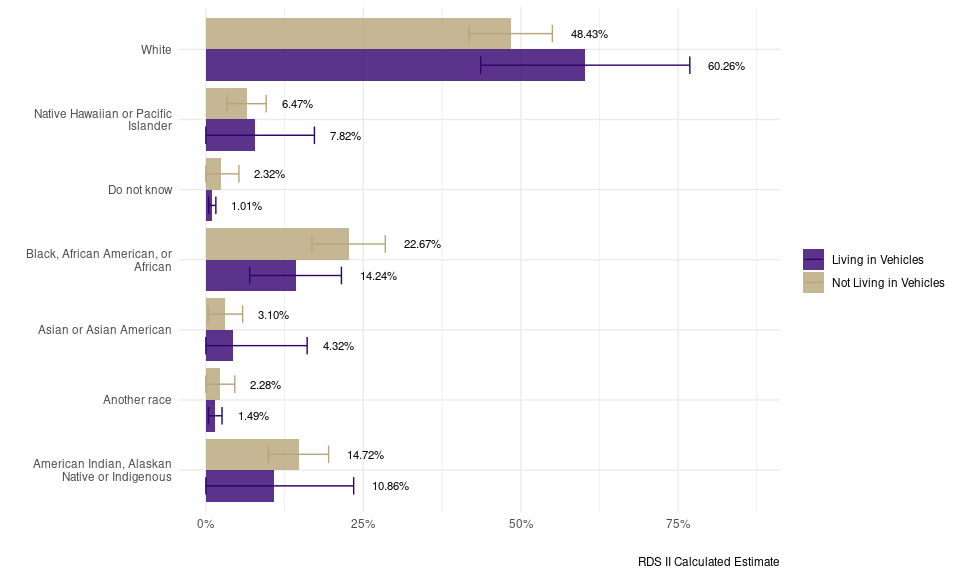 White
48.43%
60.26%
Native Hawaiian or Pacific
Islander
6.47%
7.82%
Do not know
2.32%
1.01%
Black, African American, or
African
22.67%
14.24%
Asian or Asian American
3.10%
4.32%
Another race
2.28%
1.49%
American Indian, Alaskan
Native or Indigenous
14.72%
10.86%
0%
25%
50%
75%
RDS II Calculated Estimate
Living in Vehicles
Not Living in Vehicles